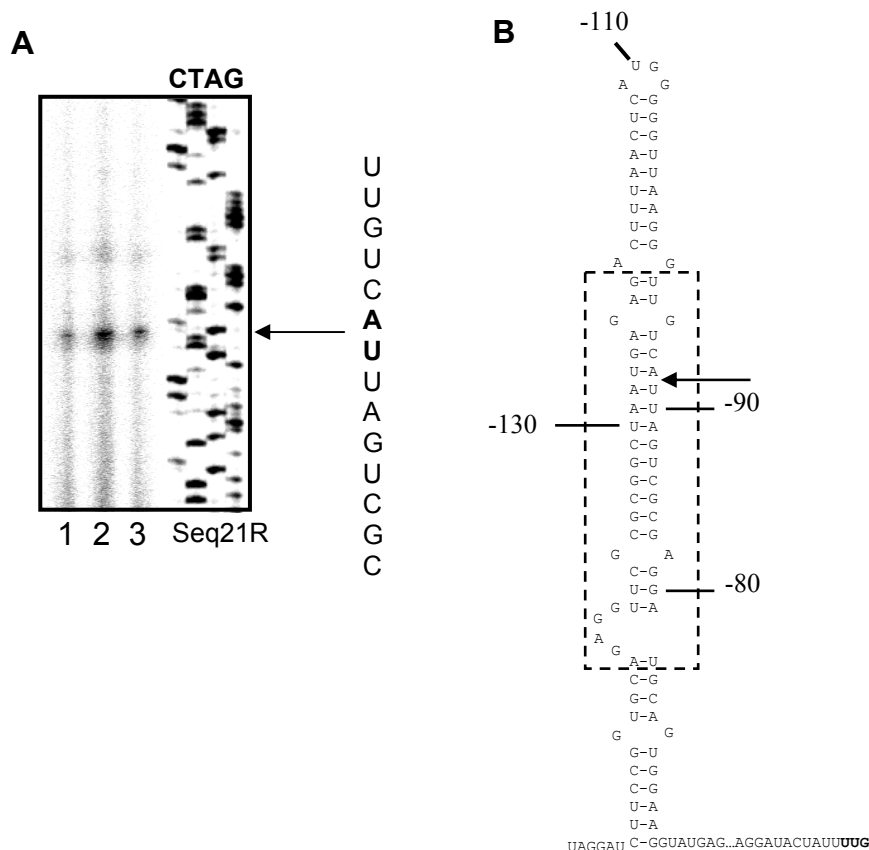 A
CTAG
U
U
G
U
C
A
U
U
A
G
U
C
G
C
1 2 3 Seq21R
B
-110
U G
A G
C-G
U-G
C-G
A-U
A-U
U-A
U-G
C-G
A G
G-U
A-U
G G
A-U
G-C
U-A
A-U
A-U -90
-130 U-A
C-G
G-U
G-C
C-G
G-C
C-G
G A
C-G
U-G -80
G U-A
G
A
G A-U
C-G
G-C
U-A
G G
G-U
C-G
C-G
U-A
U-A
UAGGAU C-GGUAUGAG...AGGAUACUAUUUUG